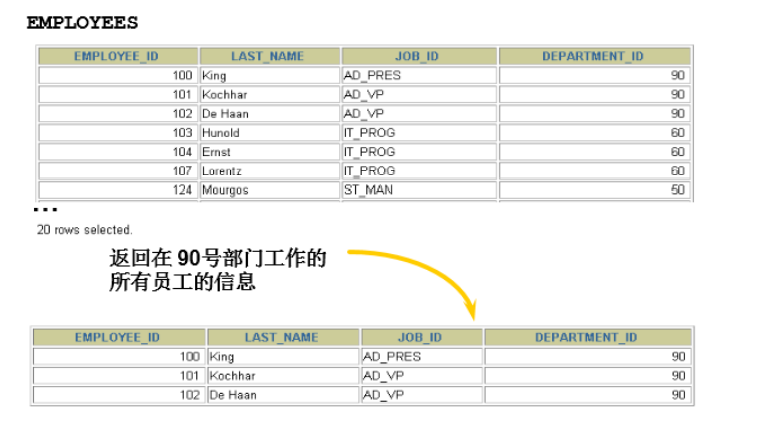 EMPLOYEES
EMPLOYEE_ID LAST_NAME JOB_ID DEPARTMENT_ID
100 King AD_PRES 90
101 Kochhar AD_VP 90
102 De Haan AD_VP 90
103 Hunold IT_PROG 60
104 Ernst IT_PROG 60
107 Lorentz IT_PROG 60
124 Mourgos ST_MAN 50
...
20 rows selected.
返回在 90号部门工作的
所有员工的信息
EMPLOYEE_ID LAST_NAME JOB_ID DEPARTMENT_ID
100 King AD_PRES 90
101 Kochhar AD_VP 90
102 De Haan AD_VP 90